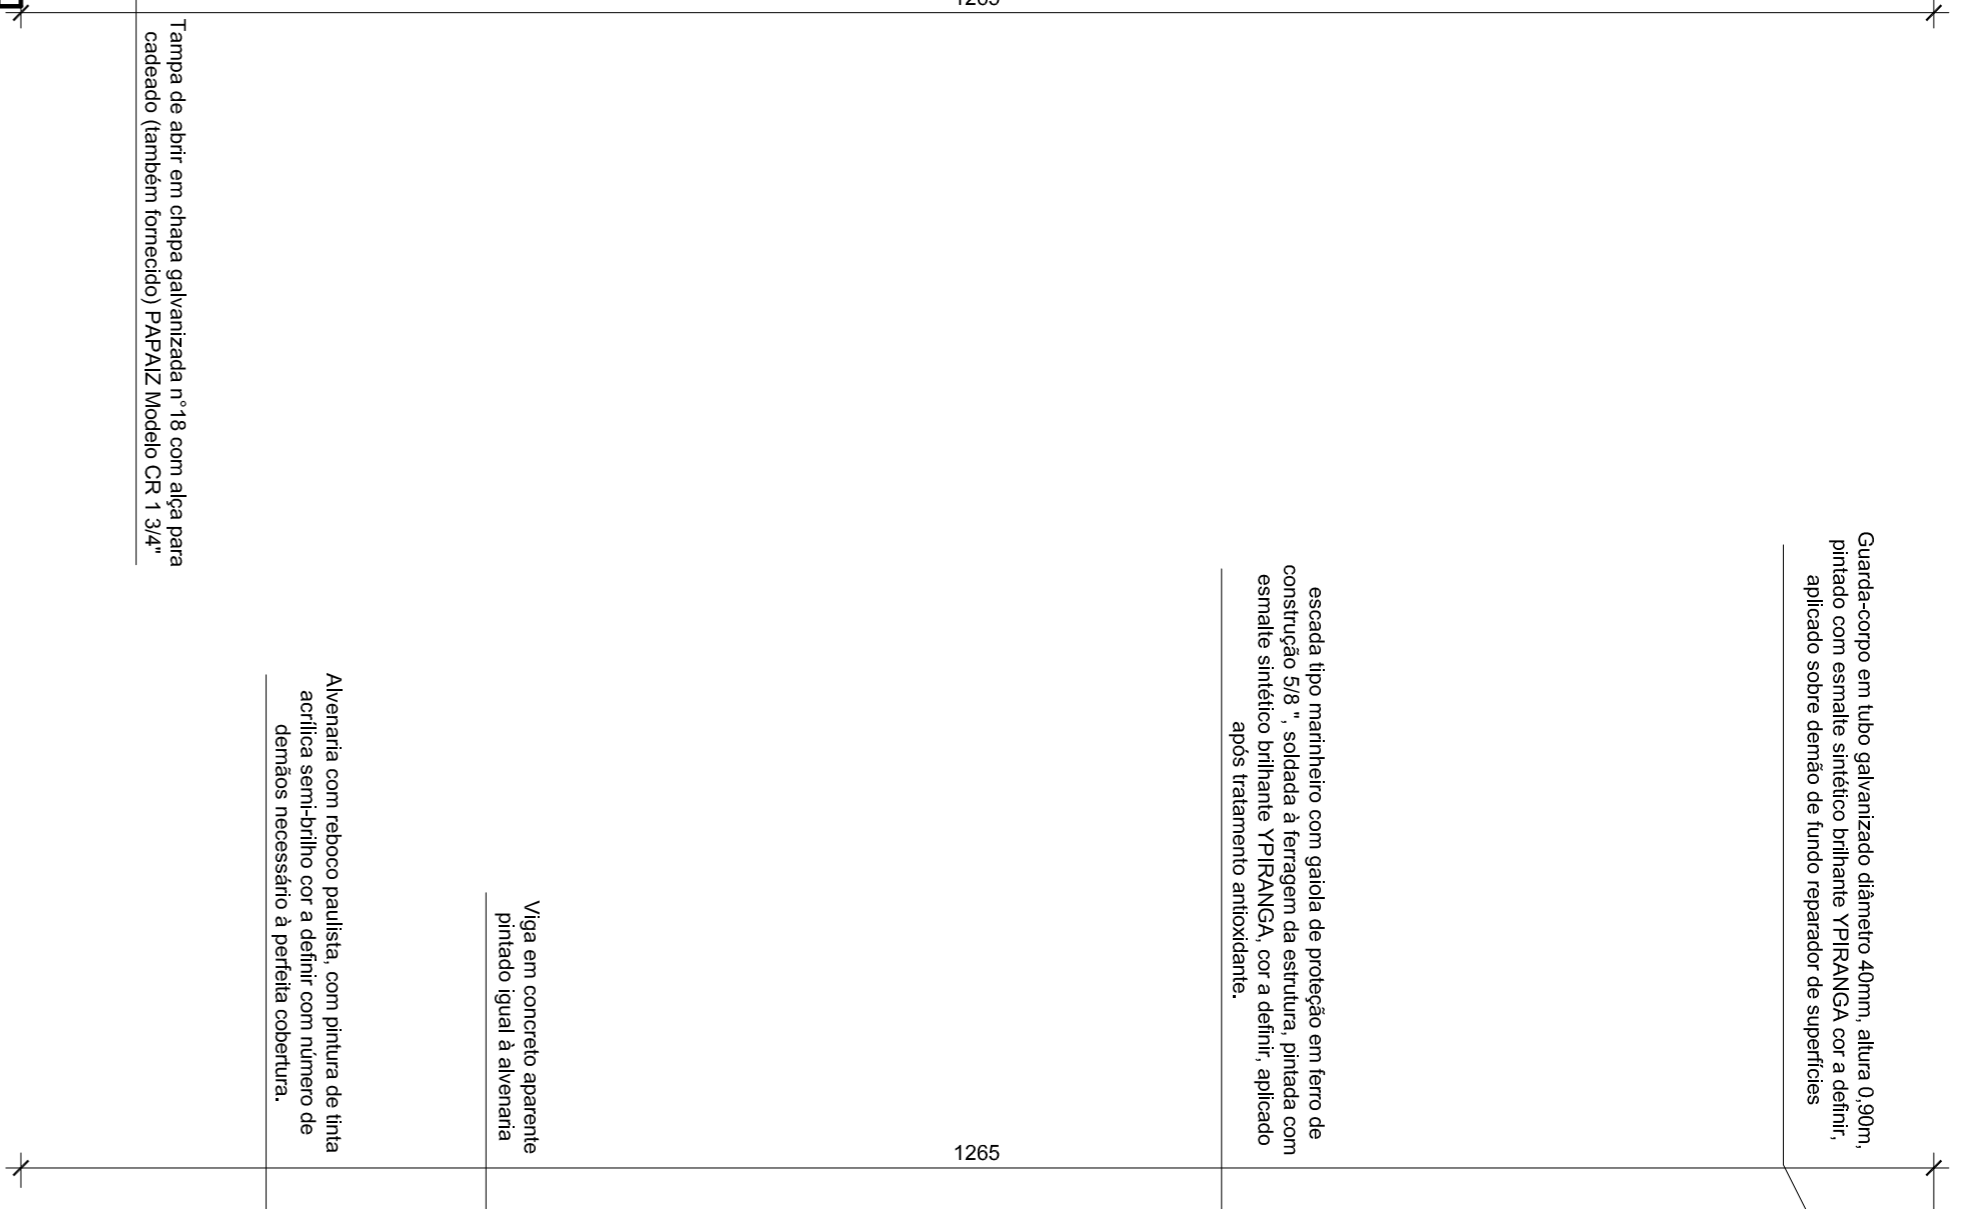 1265
Tampa de abrir em chapa galvanizada n°18 com alça para
cadeado (também fornecido) PAPAIZ Modelo CR 1 3/4"
Guarda-corpo em tubo galvanizado diâmetro 40mm, altura 0,90m,
pintado com esmalte sintético brilhante YPIRANGA cor a definir,
aplicado sobre demão de fundo reparador de superfícies
escada tipo marinheiro com gaiola de proteção em ferro de
construção 5/8 ", soldada à ferragem da estrutura, pintada com
esmalte sintético brilhante YPIRANGA, cor a definir, aplicado
após tratamento antioxidante.
Alvenaria com reboco paulista, com pintura de tinta
acrílica semi-brilho cor a definir com número de
demãos necessário à perfeita cobertura.
Viga em concreto aparente
pintado igual à alvenaria
1265